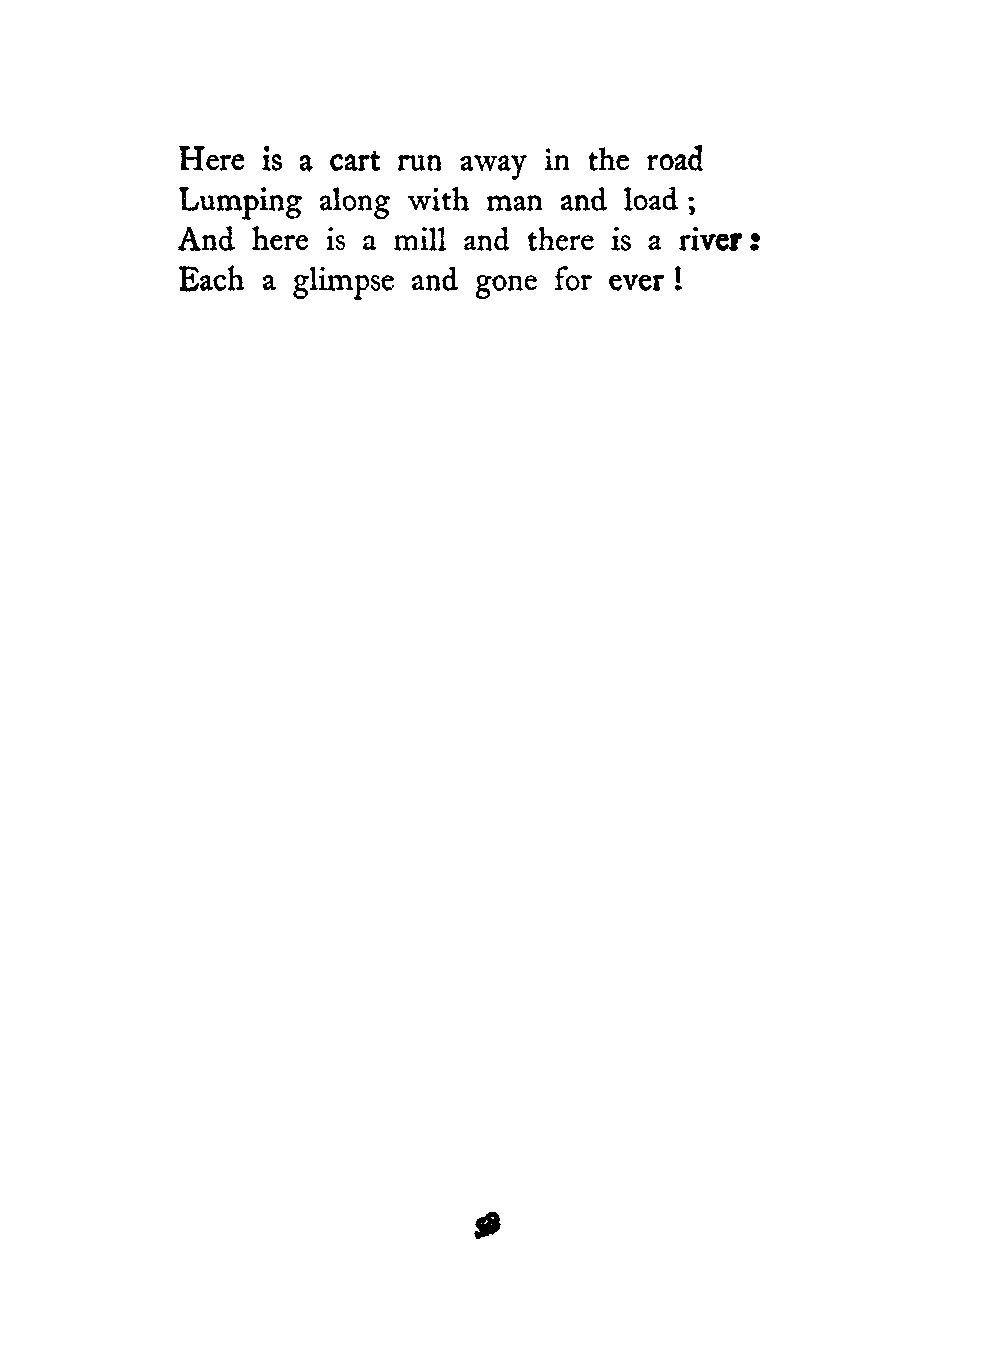 Here is a cart run away in the road
Lumping along with man and load ;
And here is a mill and there is a river :
Each a glimpse and gone for ever !